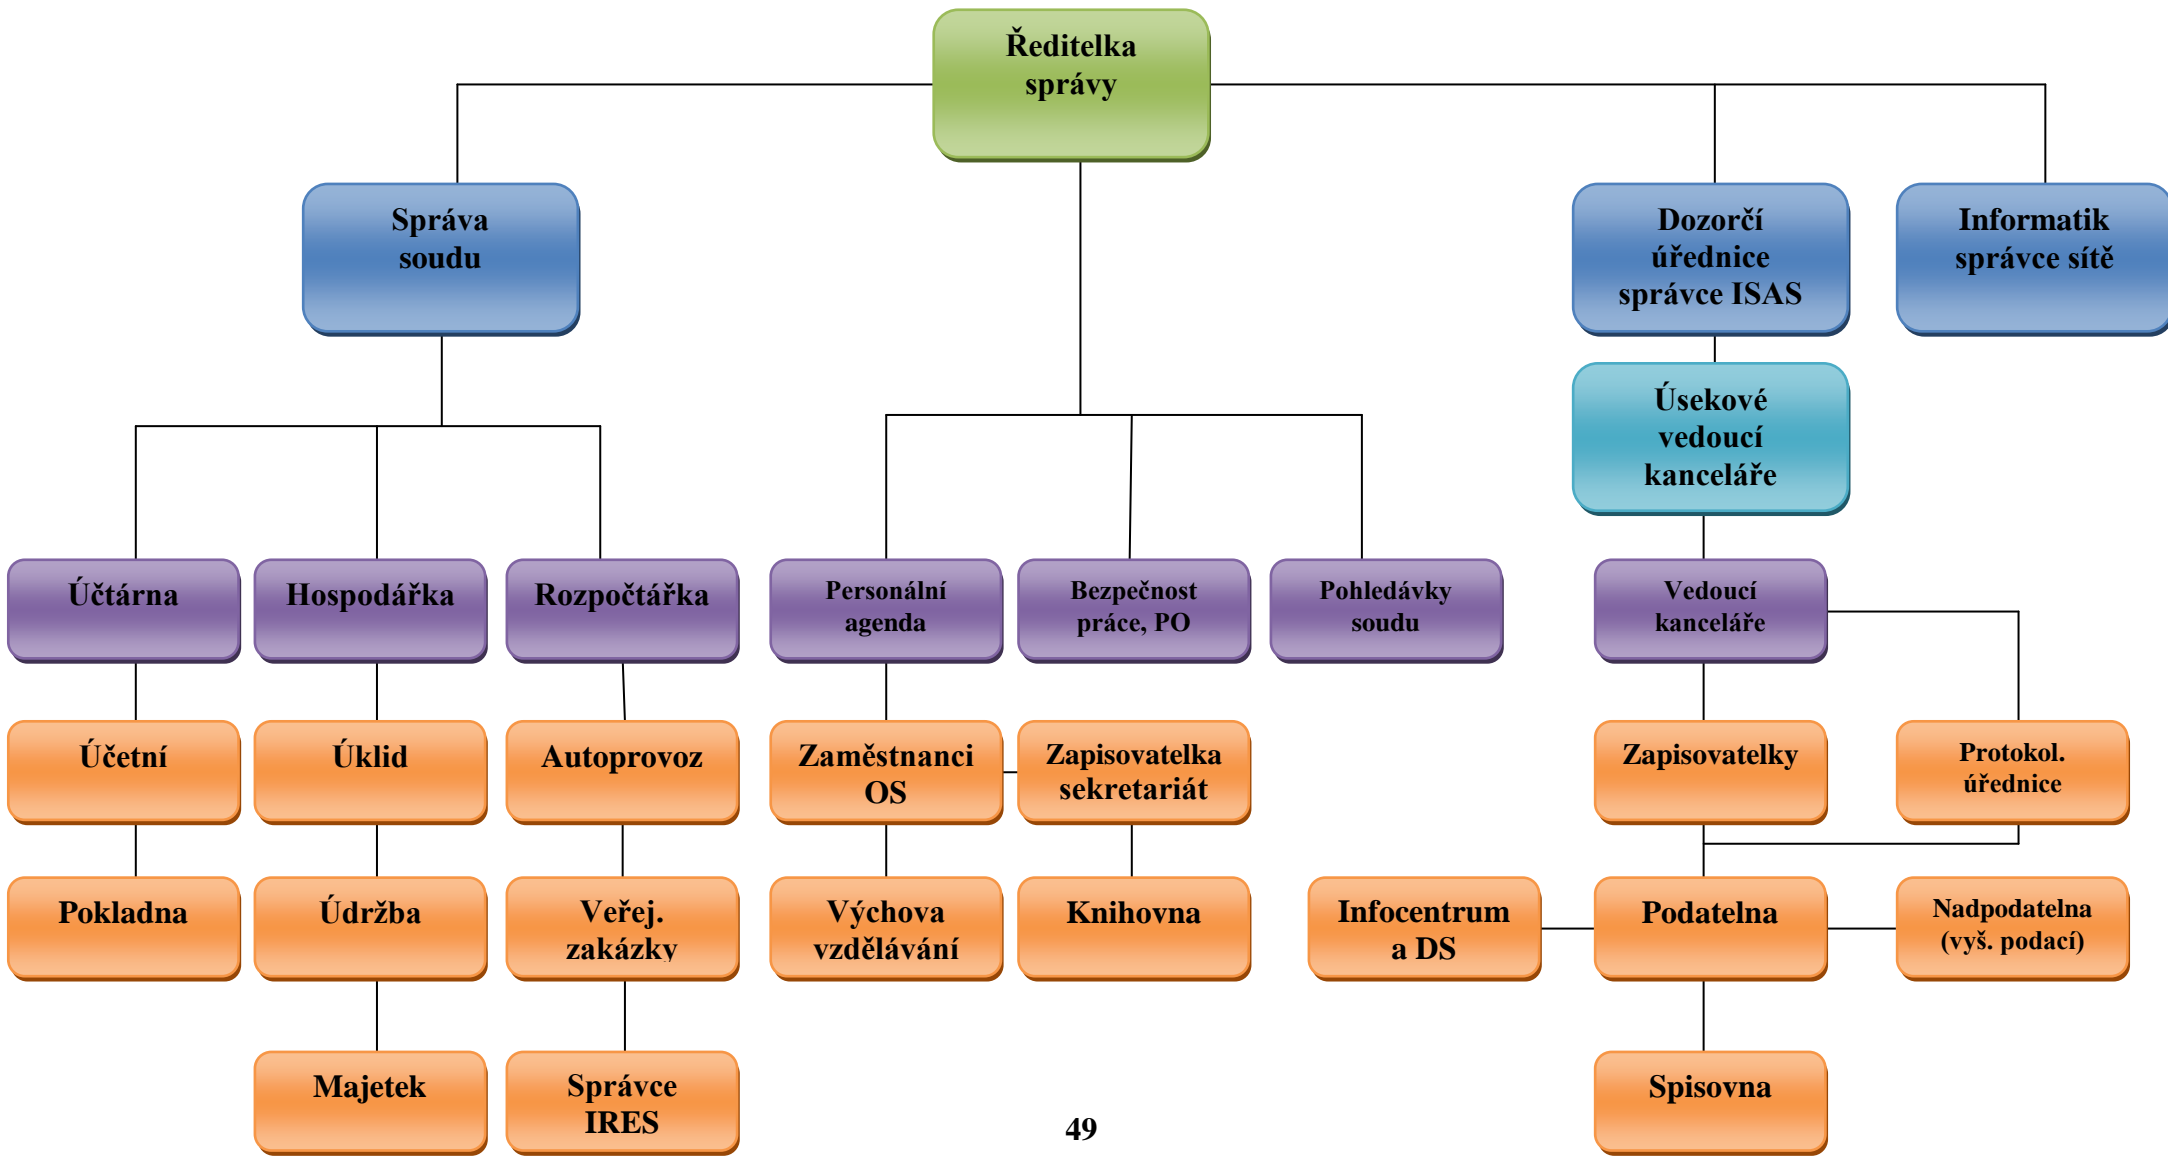 Ředitelka
správy
Správa
soudu
Dozorčí
úřednice
správce ISAS
Informatik
správce sítě
Úsekové
vedoucí
kanceláře
Účtárna
Hospodářka
Rozpočtářka
Personální
agenda
Bezpečnost
práce, PO
Pohledávky
soudu
Vedoucí
kanceláře
Účetní
Úklid
Autoprovoz
Zaměstnanci
OS
Zapisovatelka
sekretariát
Zapisovatelky
Protokol.
úřednice
Pokladna
Údržba
Veřej.
zakázky
Výchova
vzdělávání
Knihovna
Infocentrum
a DS
Podatelna
Nadpodatelna
(vyš. podací)
Majetek
Správce
IRES
Spisovna
49